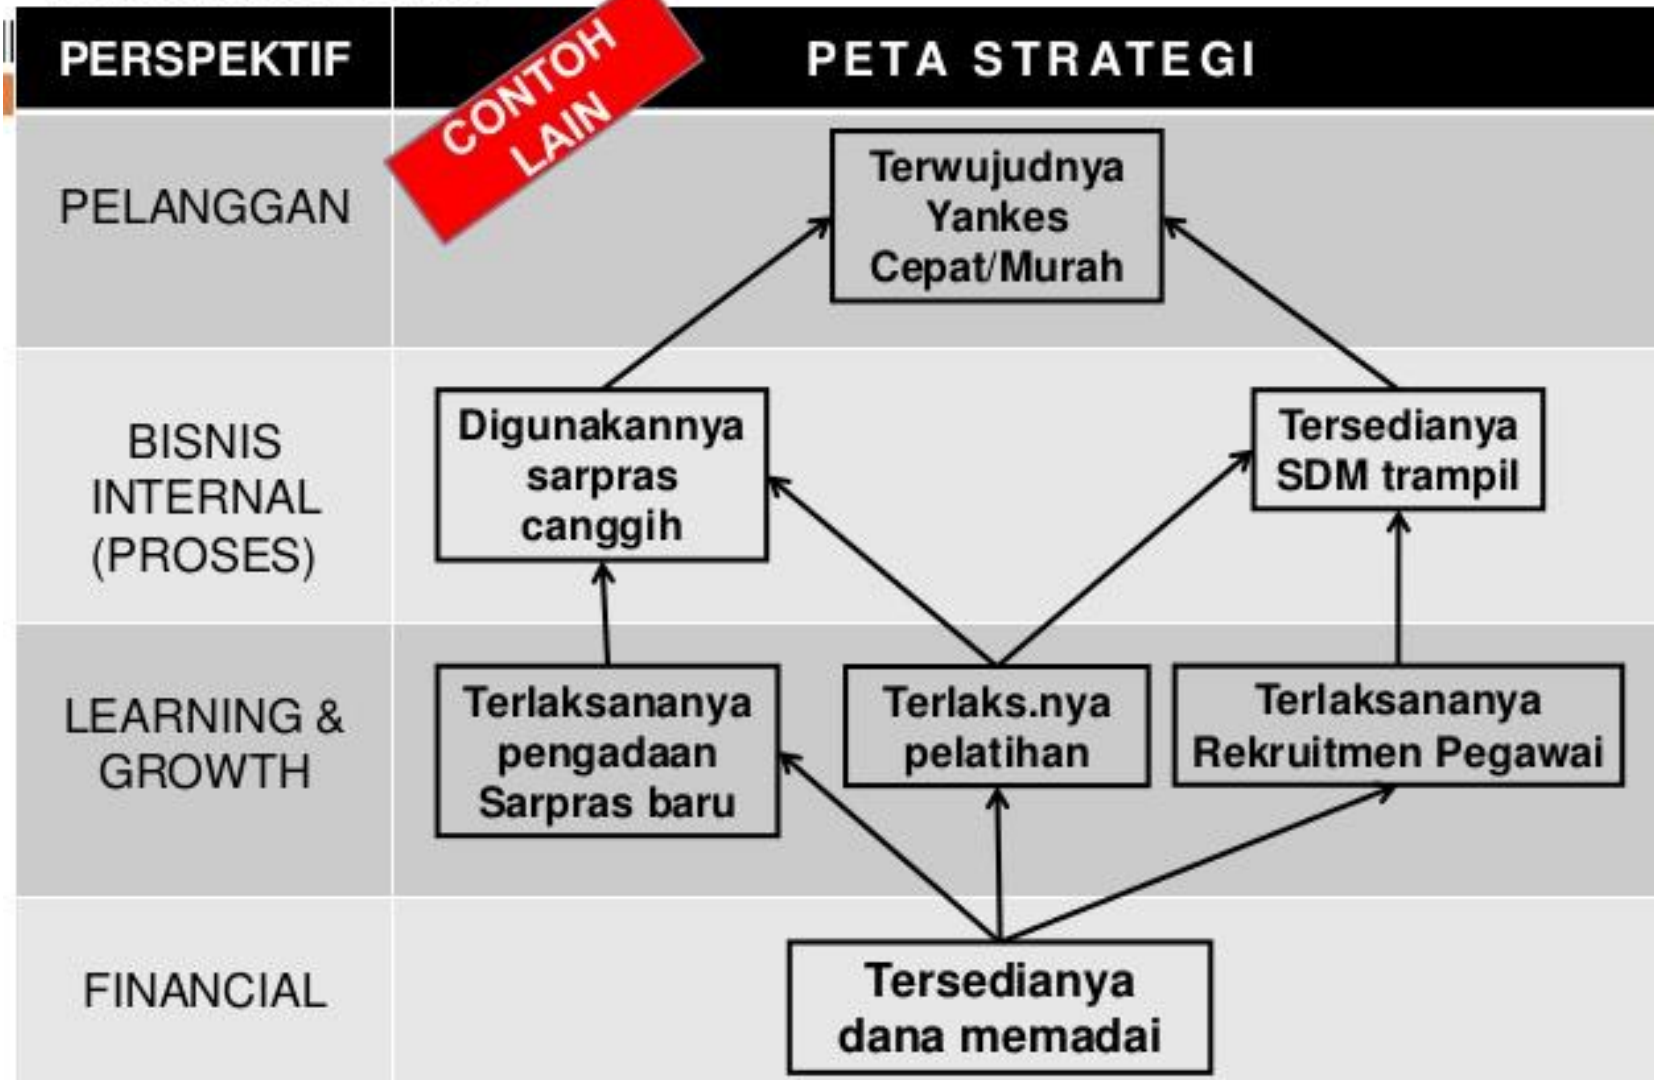 PERSPEKTIF
PETA STRATEGI
CONTOH
LAIN
PELANGGAN
Terwujudnya
Yankes
Cepat/Murah
BISNIS
INTERNAL
(PROSES)
Digunakannya
sarpras
canggih
Tersedianya
SDM trampil
LEARNING &
GROWTH
Terlaksananya
pengadaan
Sarpras baru
Terlaks.nya
pelatihan
Terlaksananya
Rekruitmen Pegawai
FINANCIAL
Tersedianya
dana memadai